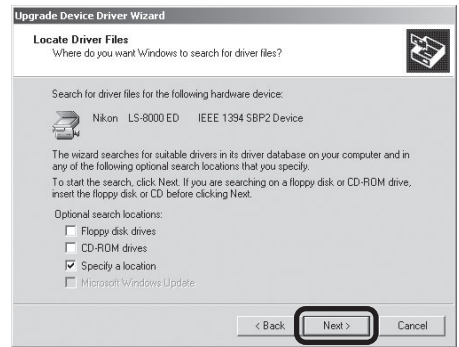 Upgrade Device Driver Wizard
Locate Driver Files
Where do you want Windows to search for driver files?
Search for driver files for the following hardware device:
Nikon LS-8000 ED IEEE 1394 SBP2 Device
The wizard searches for suitable drivers in its driver database on your computer and in
any of the following optional search locations that you specify.
To start the search, click Next. If you are searching on a floppy disk or CD-ROM drive,
insert the floppy disk or CD before clicking Next.
Optional search locations:
Floppy disk drives
CD-ROM drives
Specify a location
Microsoft Windows Update
< Back Next > Cancel